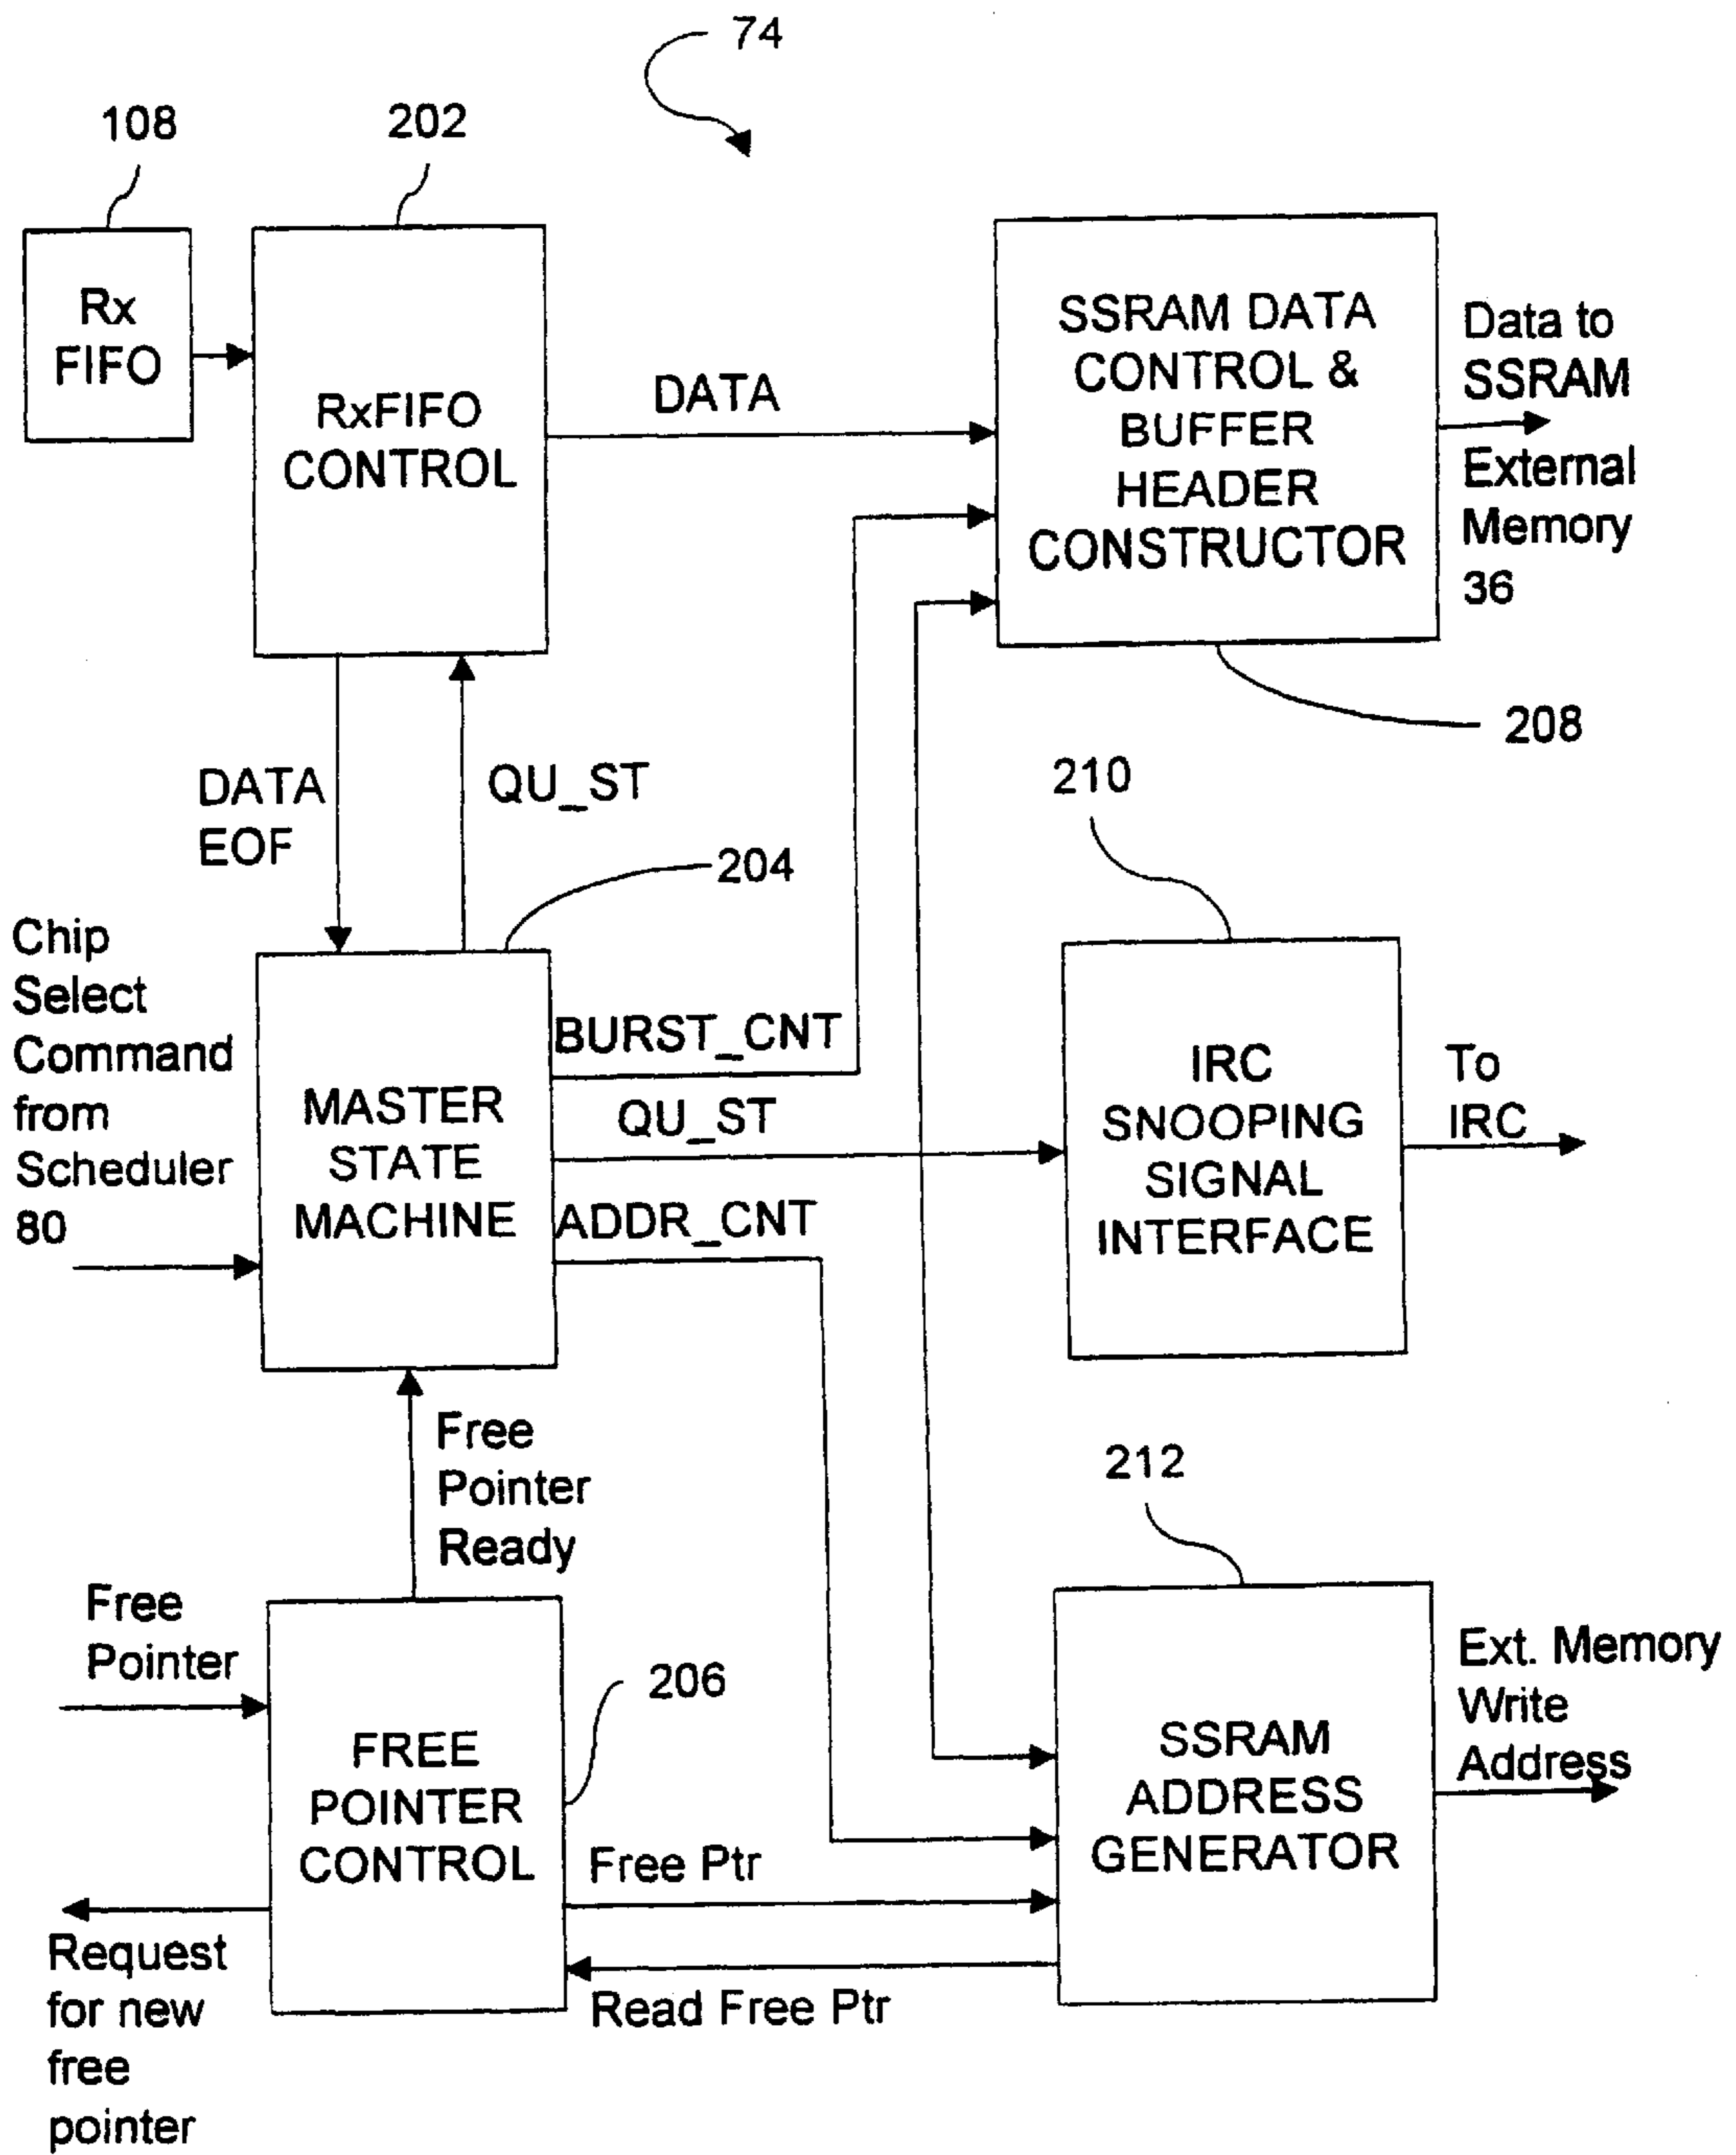 74
108
202
Rx
FIFO
RxFIFO
CONTROL
DATA
SSRAM DATA
CONTROL &
BUFFER
HEADER
CONSTRUCTOR
Data to
SSRAM
External
Memory
36
208
DATA
EOF
QU_ST
204
210
Chip
Select
Command
from
Scheduler
80
MASTER
STATE
MACHINE
BURST_CNT
QU_ST
ADDR_CNT
IRC
SNOOPING
SIGNAL
INTERFACE
To
IRC
Free
Pointer
Ready
212
Free
Pointer
206
FREE
POINTER
CONTROL
Free Ptr
Read Free Ptr
SSRAM
ADDRESS
GENERATOR
Ext. Memory
Write
Address
Request
for new
free
pointer